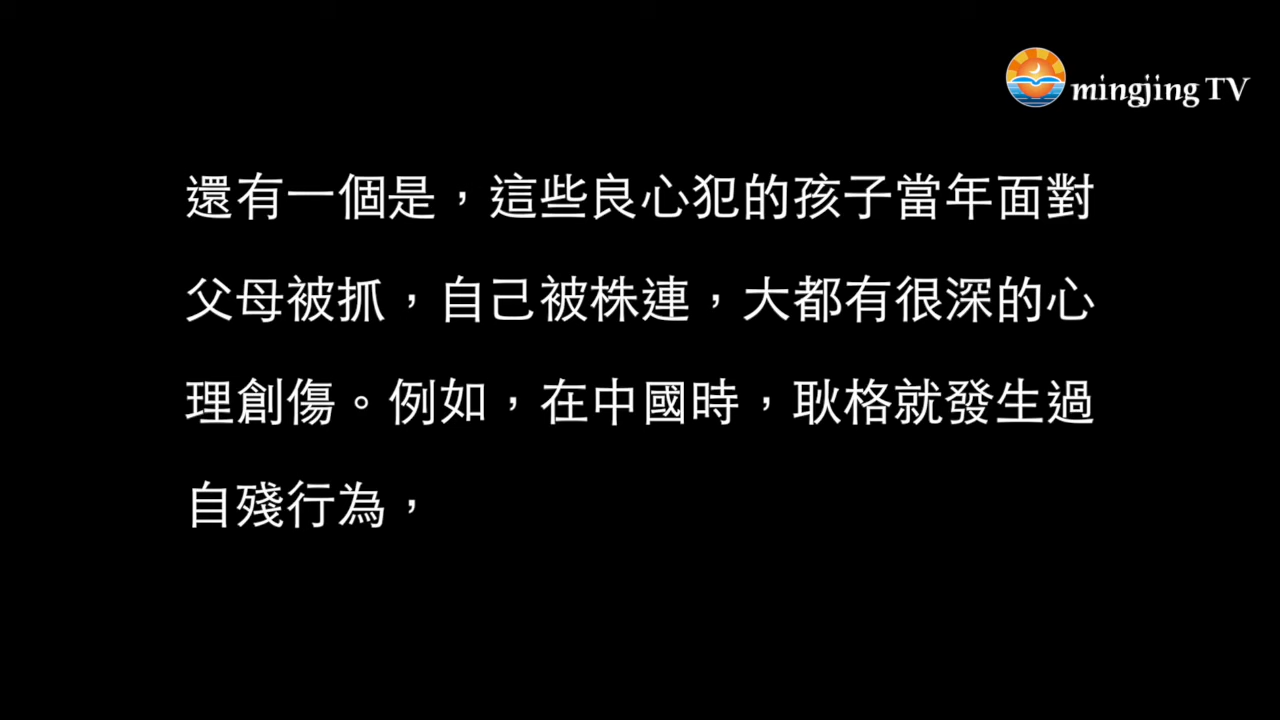 mingjing TV
還有一個是，這些良心犯的孩子當年面對
父母被抓，自己被株連，大都有很深的心
理創傷。例如，在中國時，耿格就發生過
自殘行為，